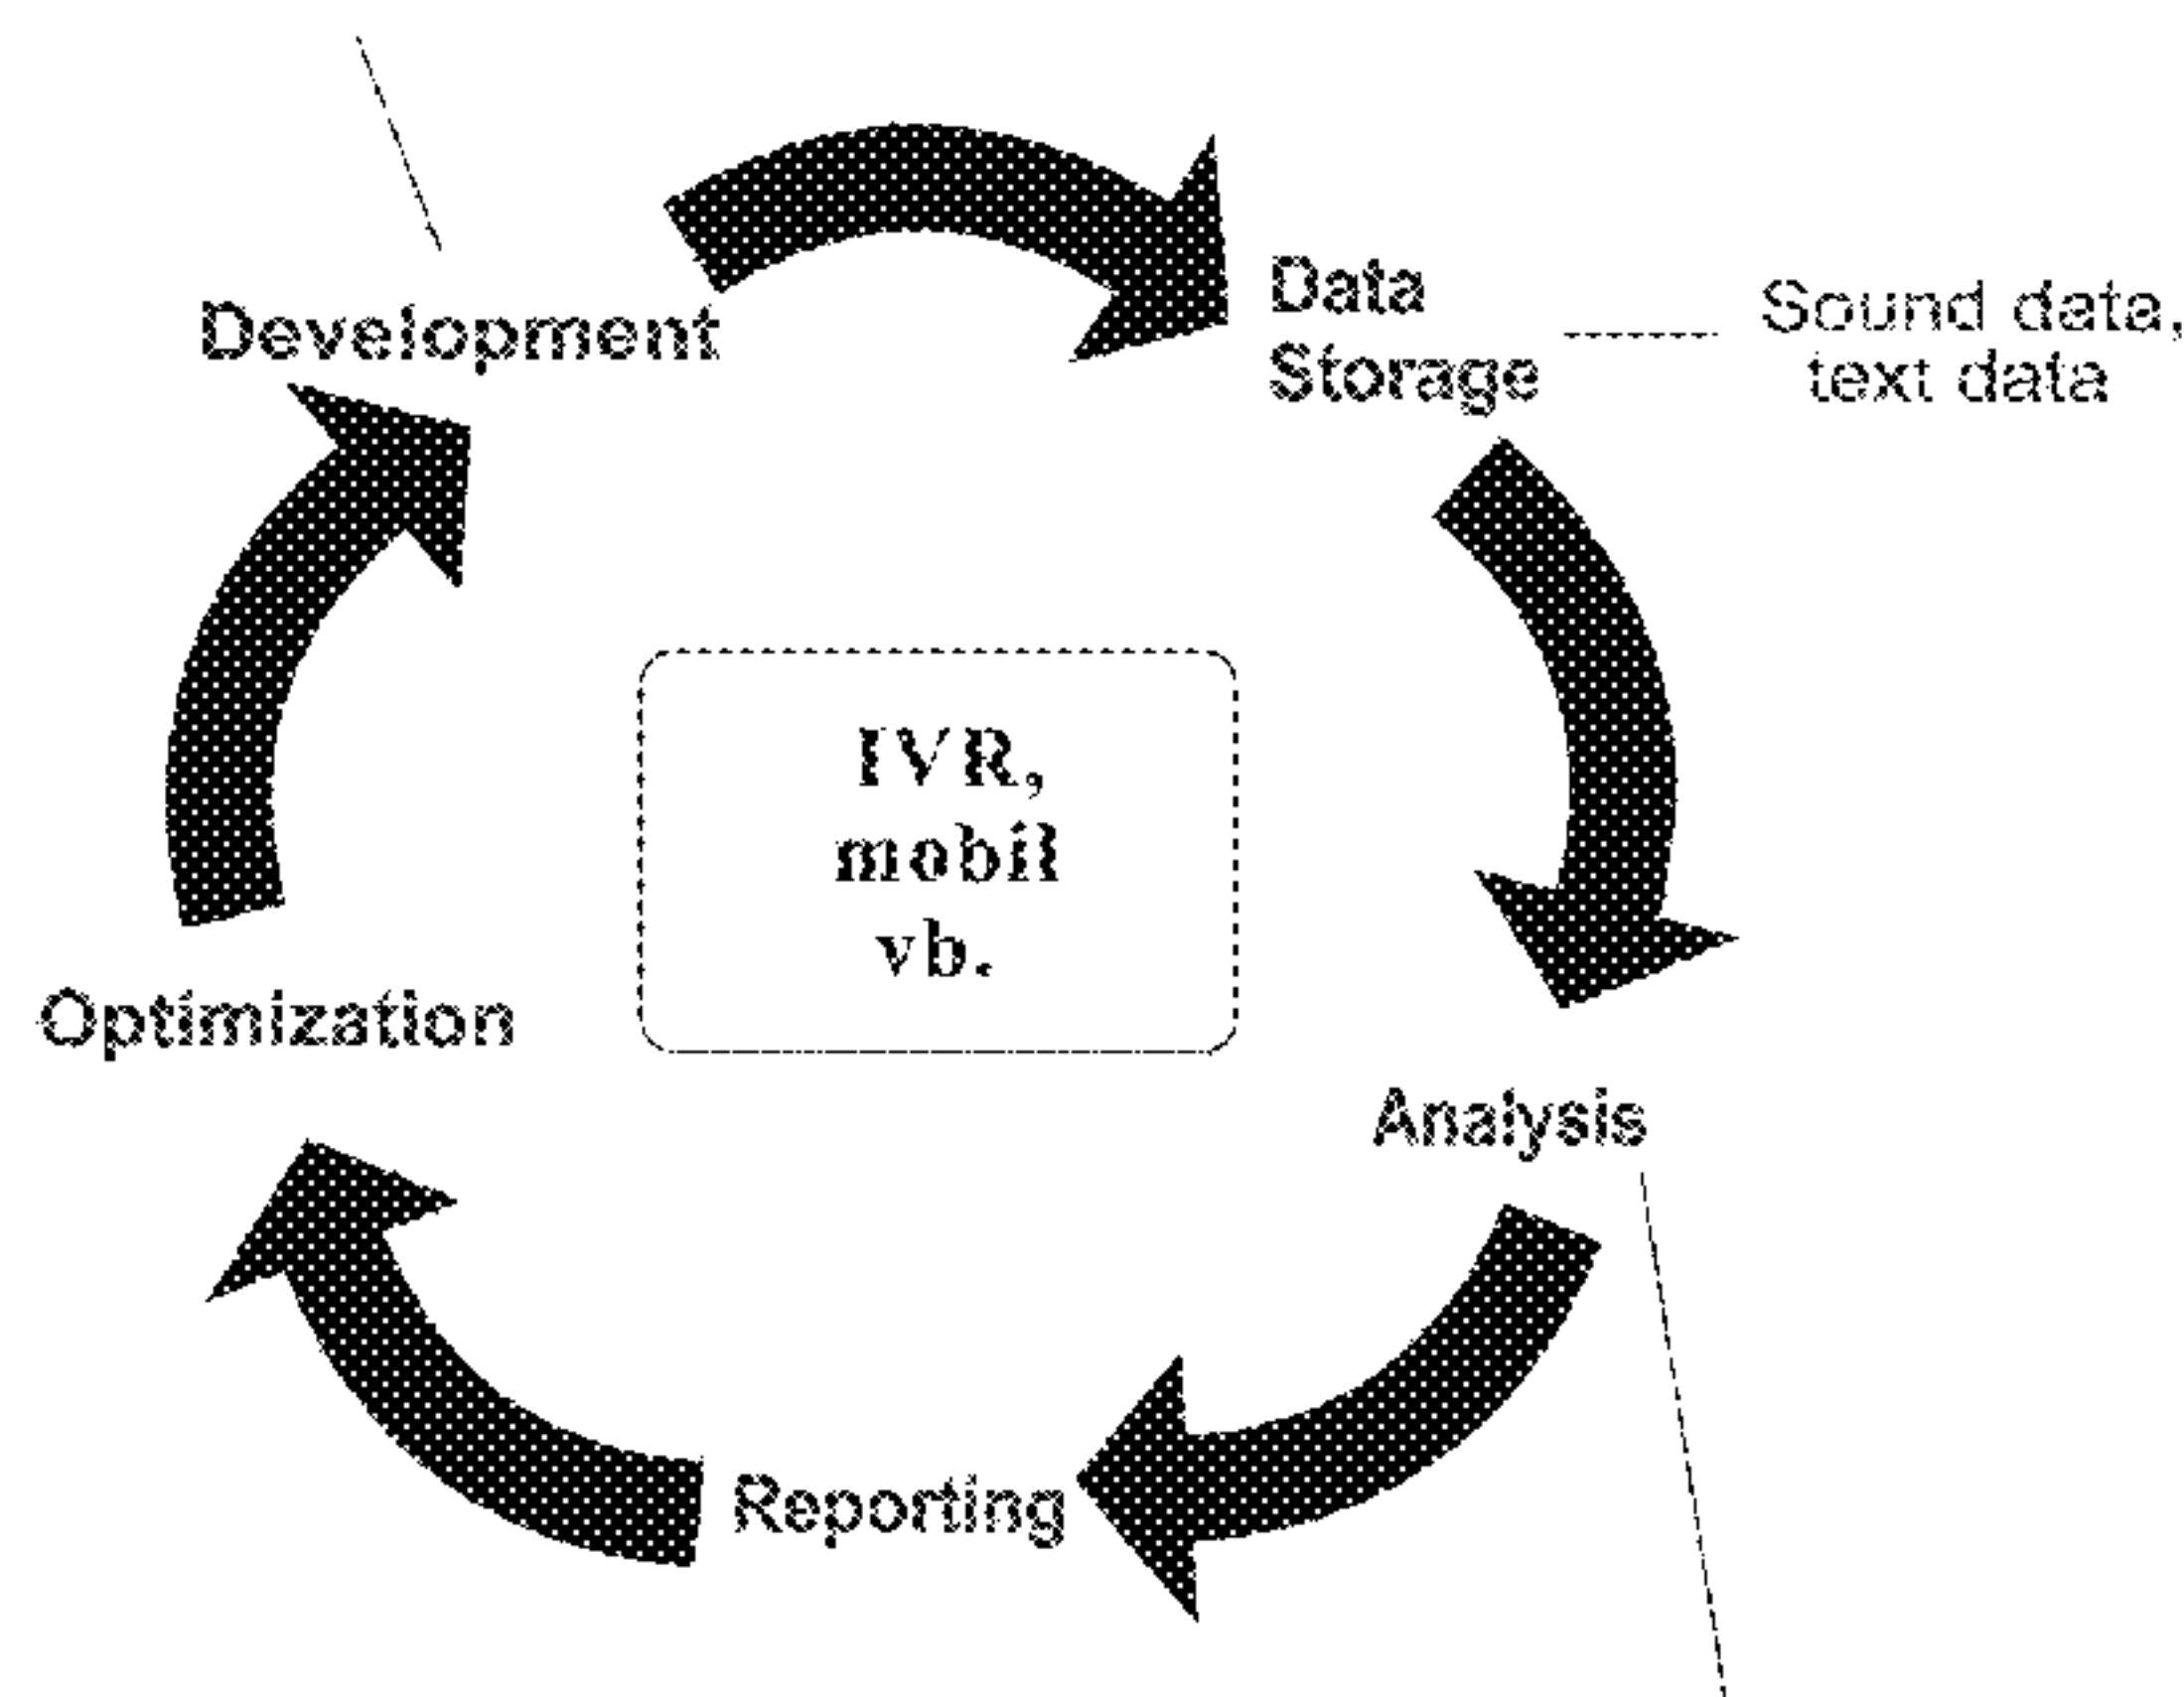 Development
Data
Storage
Sound data,
text data
IVR,
mobil
vb.
Optimization
Analysis
Reporting